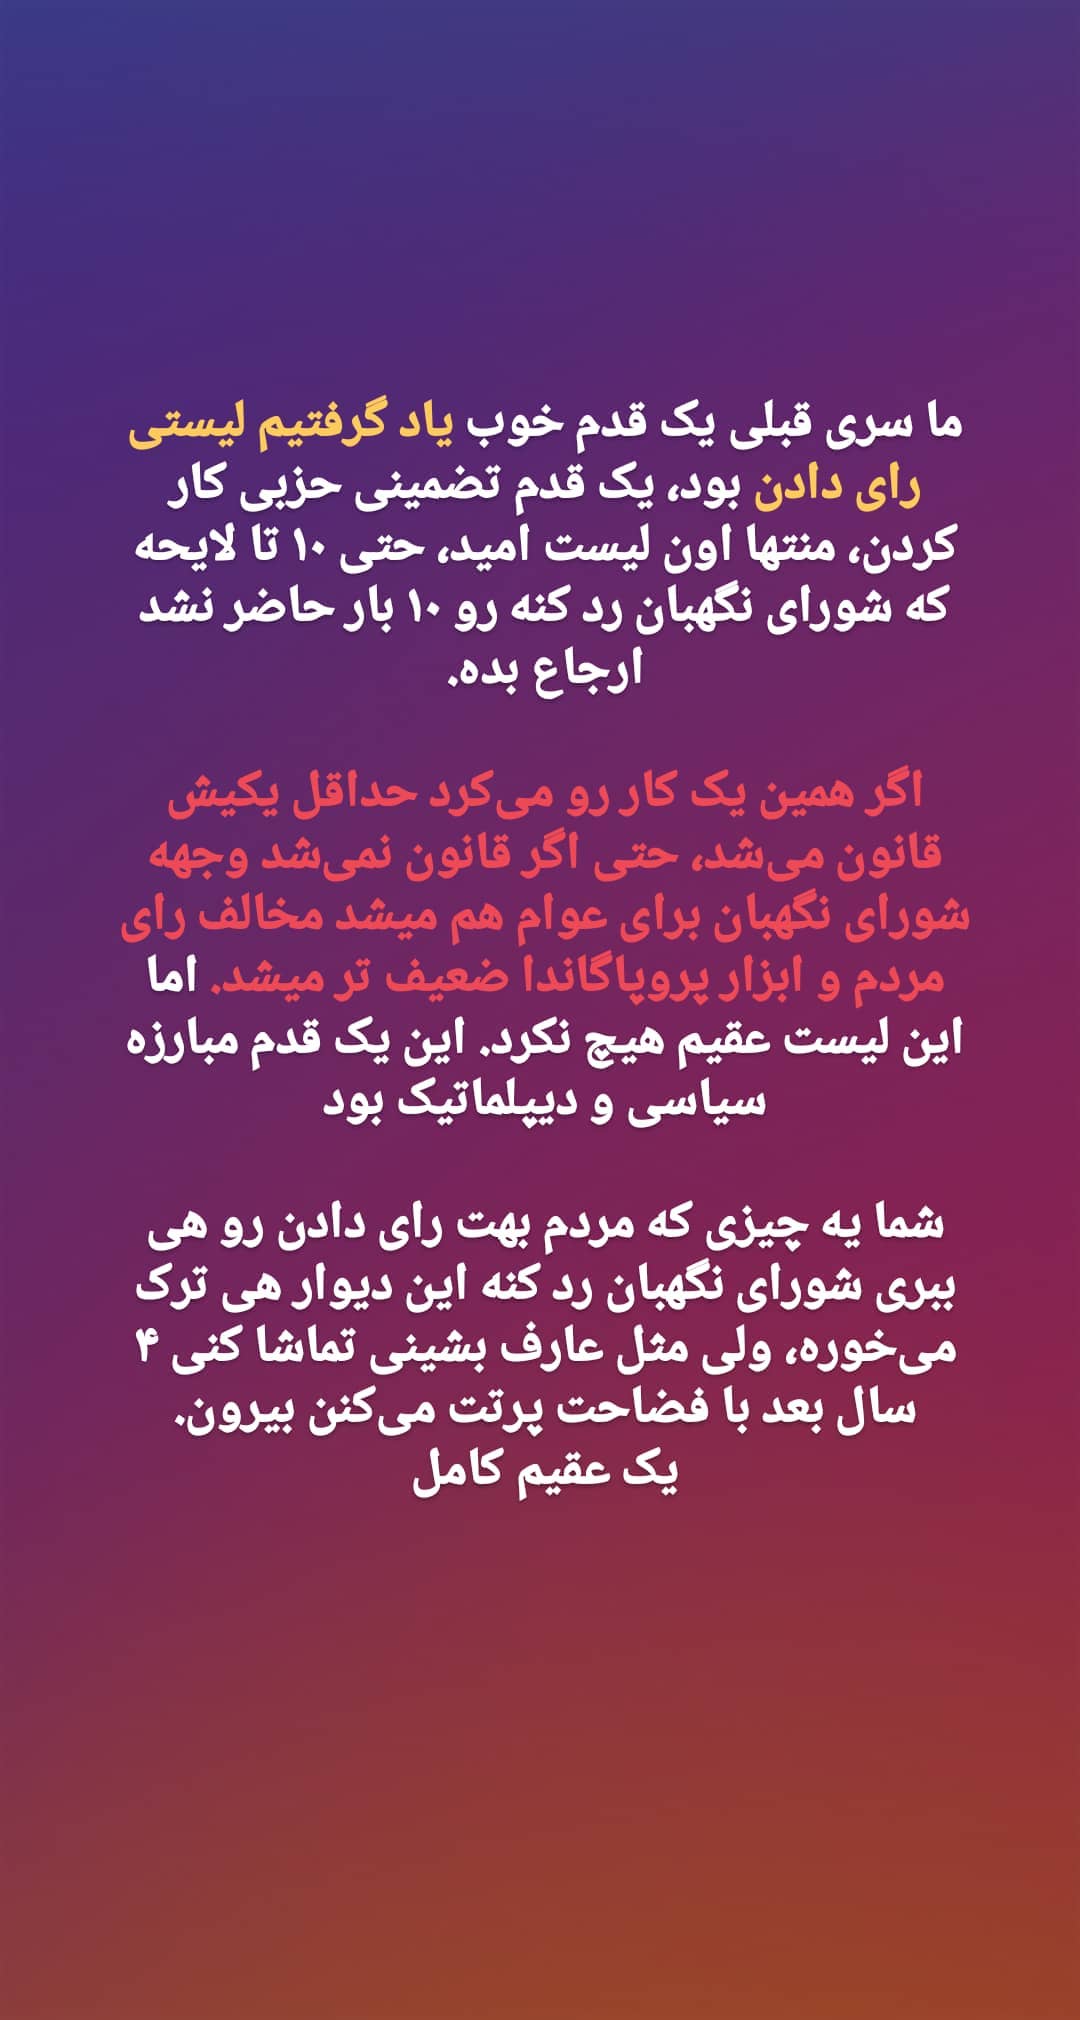 ما سری قبلی یک قدم خوب یاد گرفتیم لیستی
رای دادن بود، یک قدم تضمینی حزبی کار
کردن، منتها اون لیست امید، حتی ۱۰ تا لایحه
که شورای نگهبان رد کنه رو ۱۰ بار حاضر نشد
ارجاع بده.
اگر همین یک کار رو می‌کرد حداقل یکیش
قانون می‌شد، حتی اگر قانون نمی‌شد وجهه
شورای نگهبان برای عوام هم میشد مخالف رای
مردم و ابزار پروپاگاندا ضعیف تر میشد. اما
این لیست عقیم هیچ نکرد. این یک قدم مبارزه
سیاسی و دیپلماتیک بود
شما یه چیزی که مردم بهت رای دادن رو هی
ببری شورای نگهبان رد کنه این دیوار هی ترک
می‌خوره، ولی مثل عارف بشینی تماشا کنی ۴
سال بعد با فضاحت پرتت می‌کنن بیرون.
یک عقیم کامل